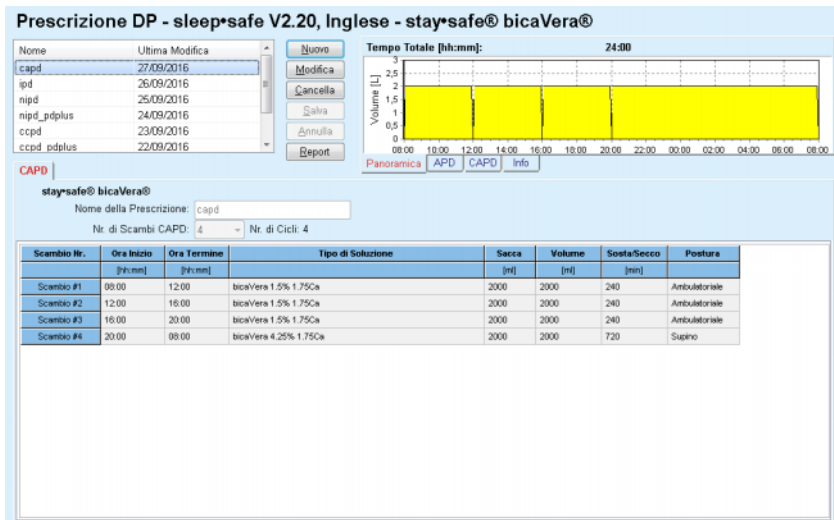 Prescrizione DP - sleep•safe V2.20, Inglese - stay•safe® bicaVera®
Nome Ultima Modifica
capd 27/09/2016
ipd 26/09/2016
nipd 25/09/2016
nipd_pdplus 24/09/2016
ccpd 23/09/2016
ccpd_pdplus 22/09/2016
Nuovo
Modifica
Cancella
Salva
Annulla
Report
Tempo Totale [hh:mm]: 24:00
Volume [L]
3
2,5
2
1,5
1
0,5
0
08:00 10:00 12:00 14:00 16:00 18:00 20:00 22:00 00:00 02:00 04:00 06:00 08:00
Panoramica APD CAPD Info
CAPD
stay•safe® bicaVera®
Nome della Prescrizione: capd
Nr. di Scambi CAPD: 4 Nr. di Cicli: 4
Scambio Nr. Ora Inizio Ora Termine Tipo di Soluzione Sacca Volume Sosta/Secco Postura
[hh:mm] [hh:mm] [ml] [ml] [min]
Scambio #1 08:00 12:00 bicaVera 1.5% 1.75Ca 2000 2000 240 Ambulatoriale
Scambio #2 12:00 16:00 bicaVera 1.5% 1.75Ca 2000 2000 240 Ambulatoriale
Scambio #3 16:00 20:00 bicaVera 1.5% 1.75Ca 2000 2000 240 Ambulatoriale
Scambio #4 20:00 08:00 bicaVera 4.25% 1.75Ca 2000 2000 720 Supino